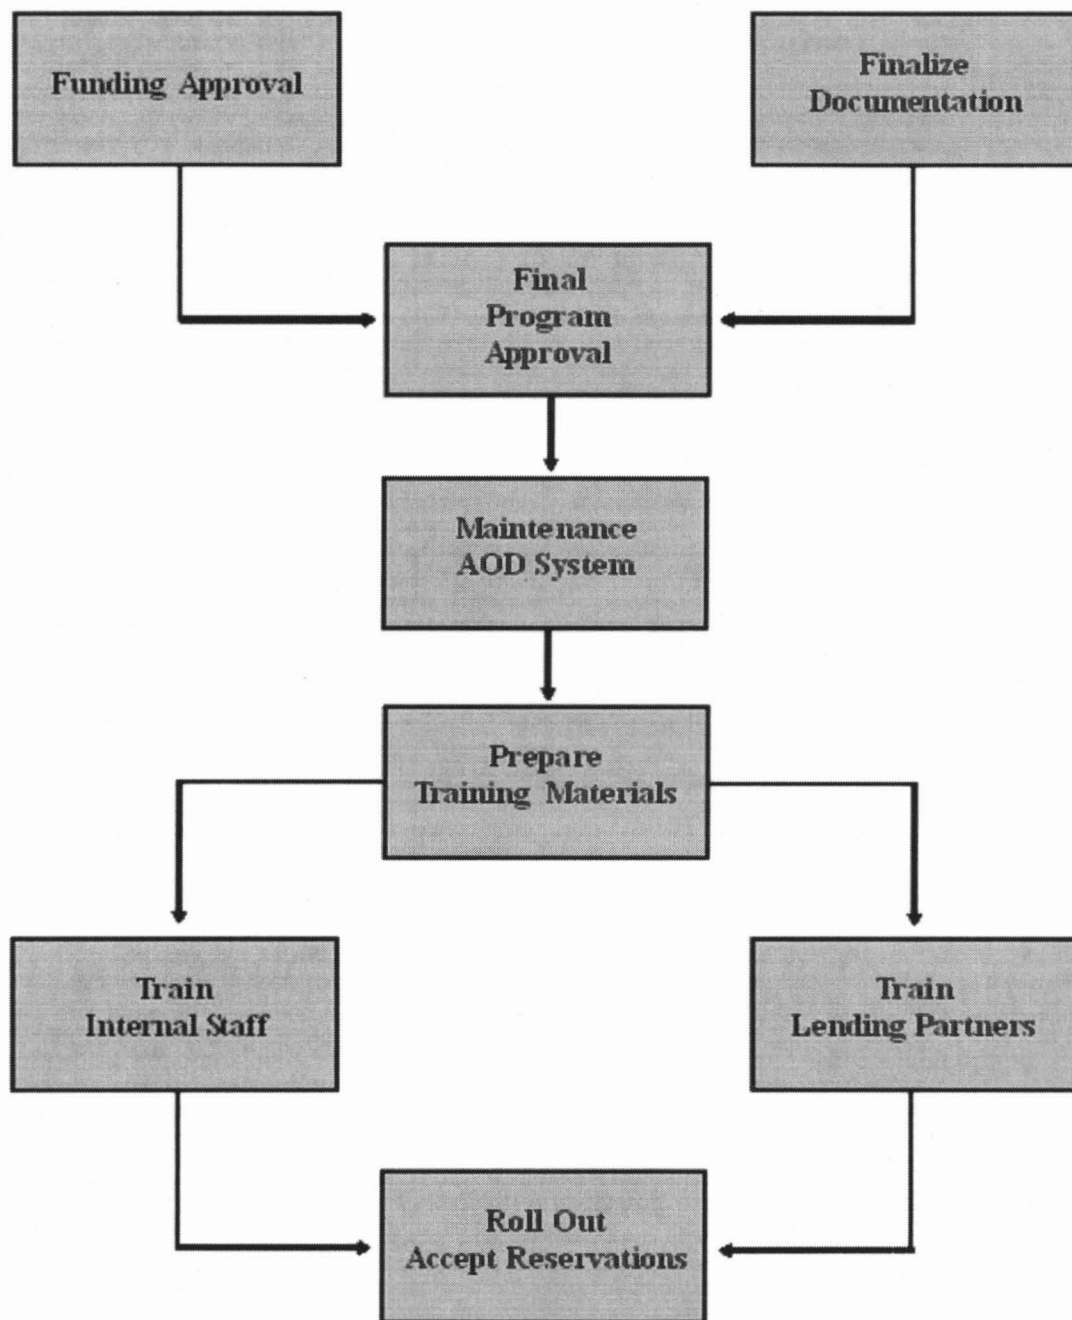 Funding Approval
Finalize
Documentation
Final
Program
Approval
Maintenance
AOD System
Prepare
Training Materials
Train
Internal Staff
Train
Lending Partners
Roll Out
Accept Reservations